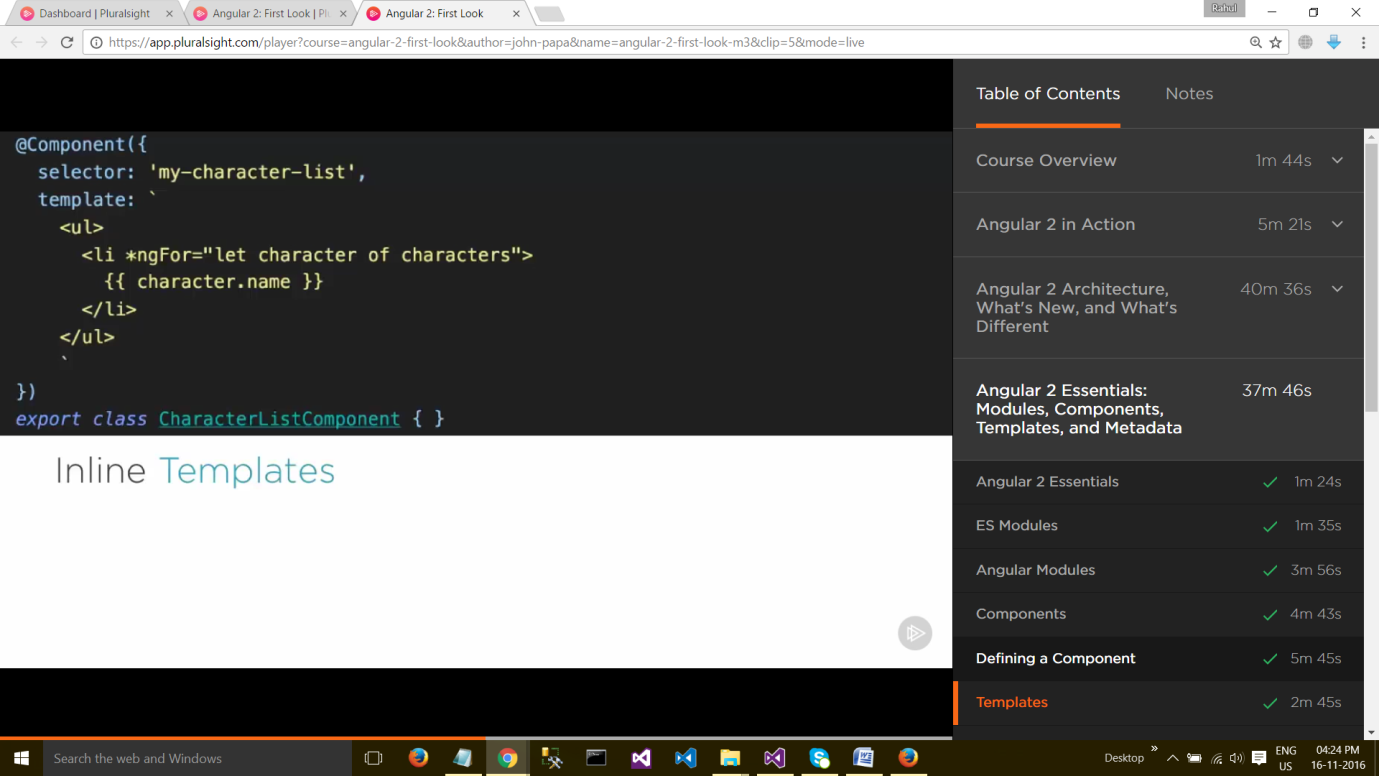 Dashboard | Pluralsight
Angular 2: First Look | Pl
Angular 2: First Look
Rahul
https://app.pluralsight.com/player?course=angular-2-first-look&author=john-papa&name=angular-2-first-look-m3&clip=5&mode=live
@Component({
selector: 'my-character-list',
template: `
<ul>
<li *ngFor="let character of characters">
{{ character.name }}
</li>
</ul>
`
})
export class CharacterListComponent { }
Inline Templates
Table of Contents
Notes
Course Overview 1m 44s
Angular 2 in Action 5m 21s
Angular 2 Architecture, 40m 36s
What's New, and What's
Different
Angular 2 Essentials: 37m 46s
Modules, Components,
Templates, and Metadata
Angular 2 Essentials 1m 24s
ES Modules 1m 35s
Angular Modules 3m 56s
Components 4m 43s
Defining a Component 5m 45s
Templates 2m 45s
Search the web and Windows
Desktop
ENG
US
04:24 PM
16-11-2016